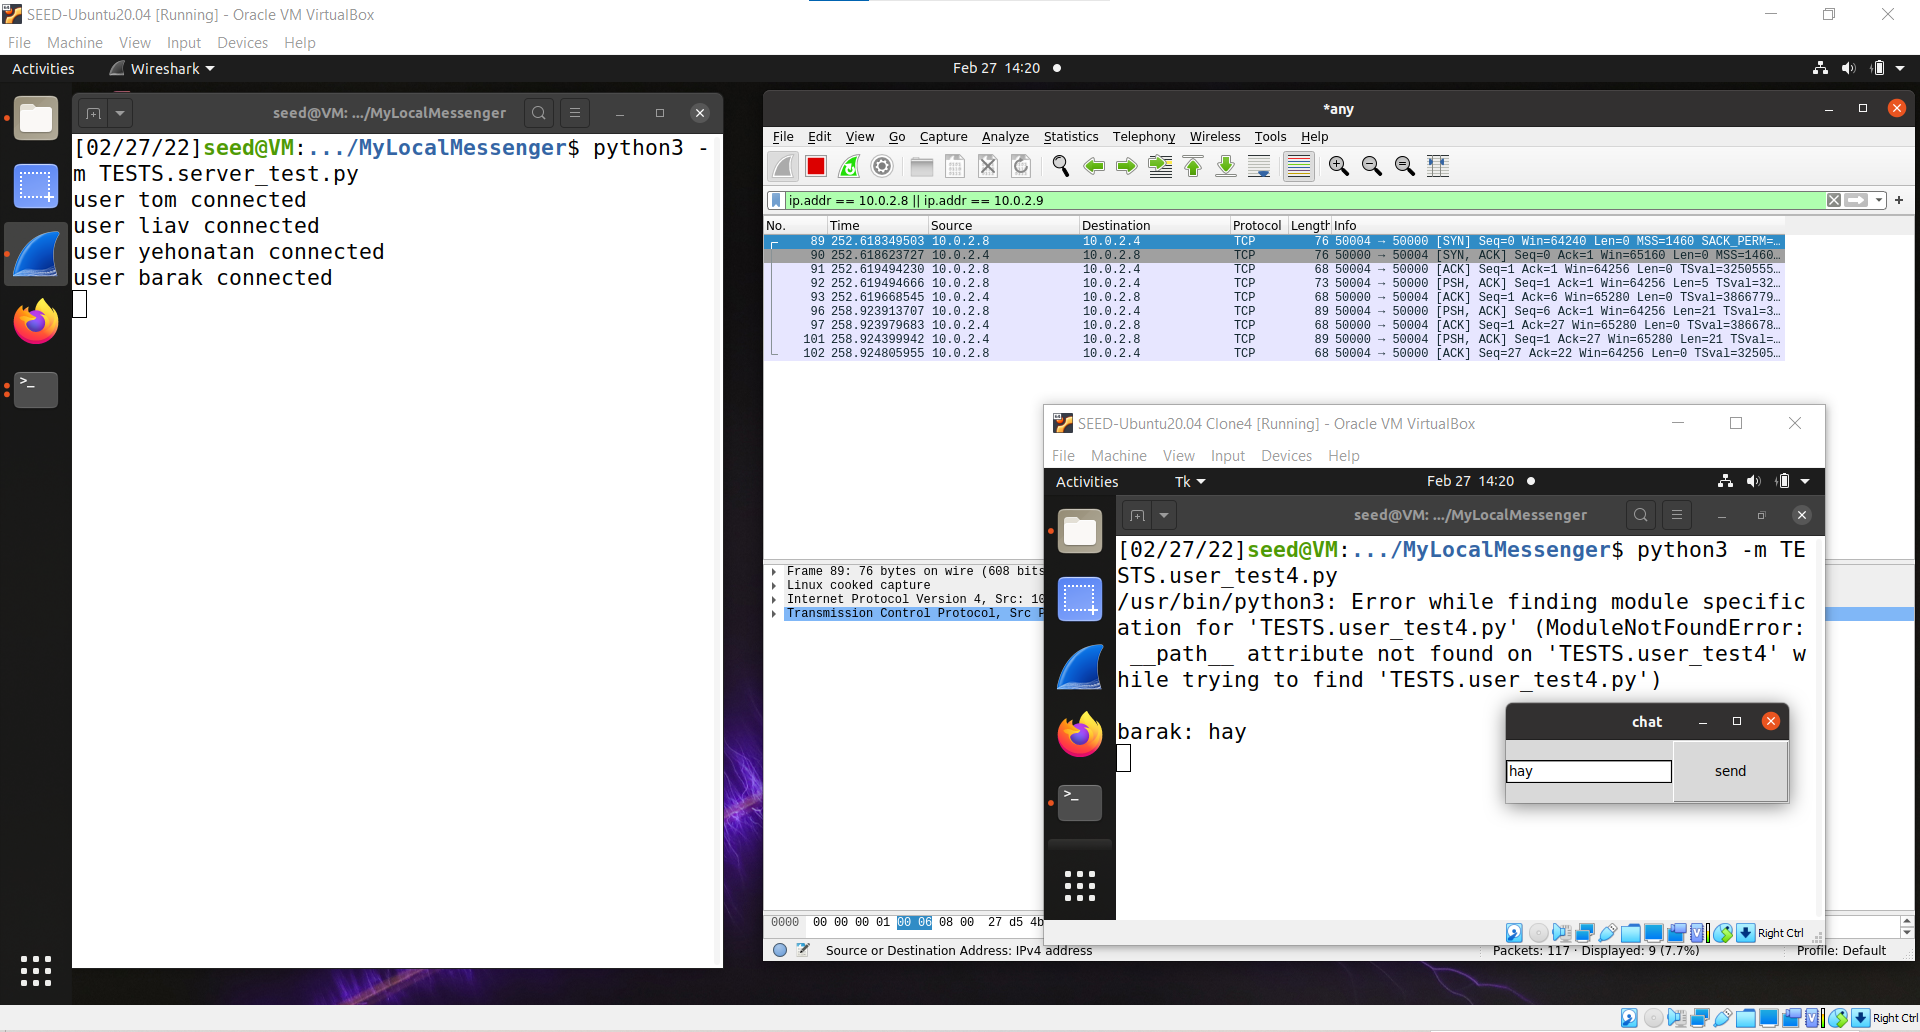 SEED-Ubuntu20.04 [Running] - Oracle VM VirtualBox
File Machine View Input Devices Help
Activities Wireshark Feb 27 14:20
seed@VM: .../MyLocalMessenger
[02/27/22]seed@VM:.../MyLocalMessenger$ python3 -
m TESTS.server_test.py
user tom connected
user liav connected
user yehonatan connected
user barak connected
*any
File Edit View Go Capture Analyze Statistics Telephony Wireless Tools Help
ip.addr == 10.0.2.8 || ip.addr == 10.0.2.9
No. Time Source Destination Protocol Length Info
89 252.618349503 10.0.2.8 10.0.2.4 TCP 76 50004 → 50000 [SYN] Seq=0 Win=64240 Len=0 MSS=1460 SACK_PERM=…
90 252.618623727 10.0.2.4 10.0.2.8 TCP 76 50000 → 50004 [SYN, ACK] Seq=0 Ack=1 Win=65160 Len=0 MSS=1460…
91 252.619494230 10.0.2.8 10.0.2.4 TCP 68 50004 → 50000 [ACK] Seq=1 Ack=1 Win=64256 Len=0 TSval=3250555…
92 252.619494666 10.0.2.8 10.0.2.4 TCP 73 50004 → 50000 [PSH, ACK] Seq=1 Ack=1 Win=64256 Len=5 TSval=32…
93 252.619668545 10.0.2.4 10.0.2.8 TCP 68 50000 → 50004 [ACK] Seq=1 Ack=6 Win=65280 Len=0 TSval=3866779…
96 258.923913707 10.0.2.8 10.0.2.4 TCP 89 50004 → 50000 [PSH, ACK] Seq=6 Ack=1 Win=64256 Len=21 TSval=3…
97 258.923979683 10.0.2.4 10.0.2.8 TCP 68 50000 → 50004 [ACK] Seq=1 Ack=27 Win=65280 Len=0 TSval=386678…
101 258.924399942 10.0.2.4 10.0.2.8 TCP 89 50000 → 50004 [PSH, ACK] Seq=1 Ack=27 Win=65280 Len=21 TSval=…
102 258.924805955 10.0.2.8 10.0.2.4 TCP 68 50004 → 50000 [ACK] Seq=27 Ack=22 Win=64256 Len=0 TSval=32505…
Frame 89: 76 bytes on wire (608 bits
Linux cooked capture
Internet Protocol Version 4, Src: 10
Transmission Control Protocol, Src P
0000 00 00 00 01 00 06 08 00 27 d5 4b
Source or Destination Address: IPv4 address
Packets: 117 · Displayed: 9 (7.7%)
Profile: Default
SEED-Ubuntu20.04 Clone4 [Running] - Oracle VM VirtualBox
File Machine View Input Devices Help
Activities Tk Feb 27 14:20
seed@VM: .../MyLocalMessenger
[02/27/22]seed@VM:.../MyLocalMessenger$ python3 -m TE
STS.user_test4.py
/usr/bin/python3: Error while finding module specific
ation for 'TESTS.user_test4.py' (ModuleNotFoundError:
__path__ attribute not found on 'TESTS.user_test4' w
hile trying to find 'TESTS.user_test4.py')
barak: hay
chat
hay
send
Right Ctrl
Right Ctrl